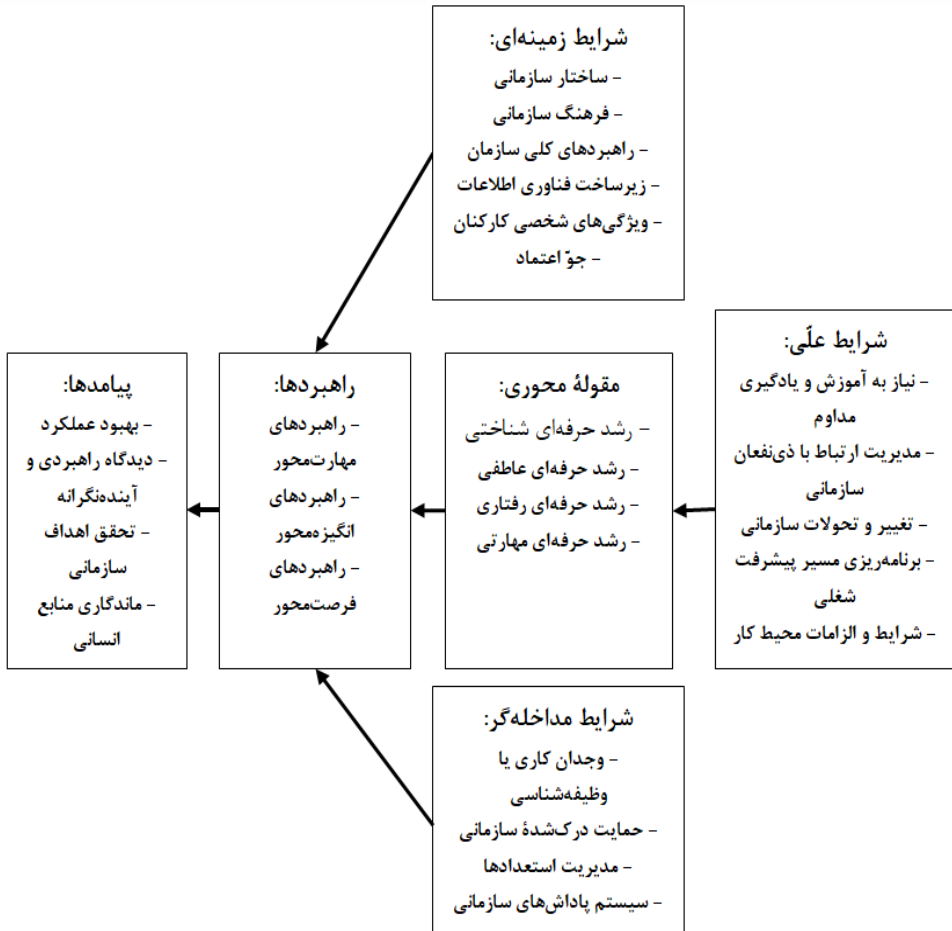 شرایط زمینه‌ای:
- ساختار سازمانی
- فرهنگ سازمانی
- راهبردهای کلی سازمان
- زیرساخت فناوری اطلاعات
- ویژگی‌های شخصی کارکنان
- جوّ اعتماد
شرایط علّی:
- نیاز به آموزش و یادگیری
مداوم
- مدیریت ارتباط با ذی‌نفعان
سازمانی
- تغییر و تحولات سازمانی
- برنامه‌ریزی مسیر پیشرفت
شغلی
- شرایط و الزامات محیط کار
مقولهٔ محوری:
- رشد حرفه‌ای شناختی
- رشد حرفه‌ای عاطفی
- رشد حرفه‌ای رفتاری
- رشد حرفه‌ای مهارتی
راهبردها:
- راهبردهای
مهارت‌محور
- راهبردهای
انگیزه‌محور
- راهبردهای
فرصت‌محور
پیامدها:
- بهبود عملکرد
- دیدگاه راهبردی و
آینده‌نگرانه
- تحقق اهداف
سازمانی
- ماندگاری منابع
انسانی
شرایط مداخله‌گر:
- وجدان کاری یا
وظیفه‌شناسی
- حمایت درک‌شدهٔ سازمانی
- مدیریت استعدادها
- سیستم پاداش‌های سازمانی